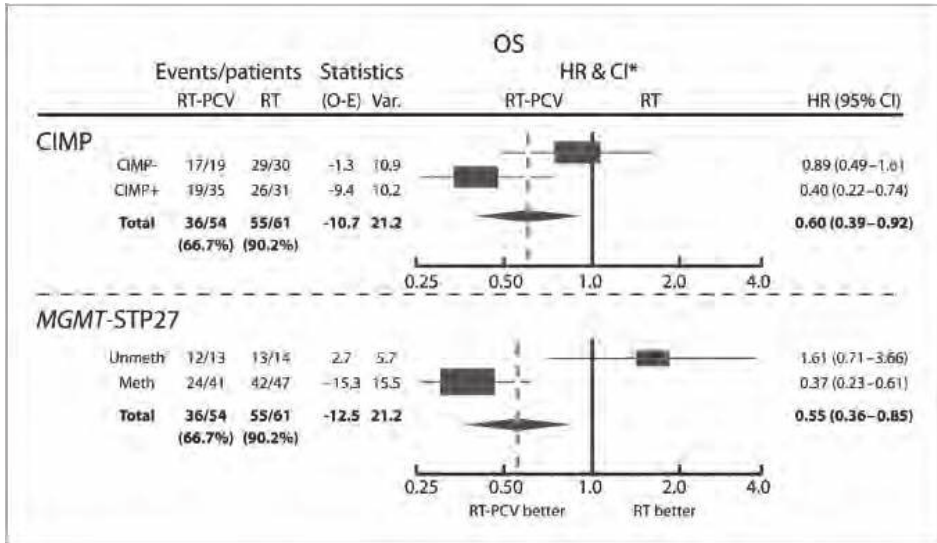 OS
Events/patients Statistics HR & CI*
RT-PCV RT (O-E) Var. RT-PCV RT HR (95% CI)
CIMP
CIMP- 17/19 29/30 -1.3 10.9 0.89 (0.49–1.61)
CIMP+ 19/35 26/31 -9.4 10.2 0.40 (0.22–0.74)
Total 36/54 55/61 -10.7 21.2 0.60 (0.39–0.92)
(66.7%) (90.2%)
0.25 0.50 1.0 2.0 4.0
MGMT-STP27
Unmeth 12/13 13/14 2.7 5.7 1.61 (0.71–3.66)
Meth 24/41 42/47 -15.3 15.5 0.37 (0.23–0.61)
Total 36/54 55/61 -12.5 21.2 0.55 (0.36–0.85)
(66.7%) (90.2%)
0.25 0.50 1.0 2.0 4.0
RT-PCV better RT better